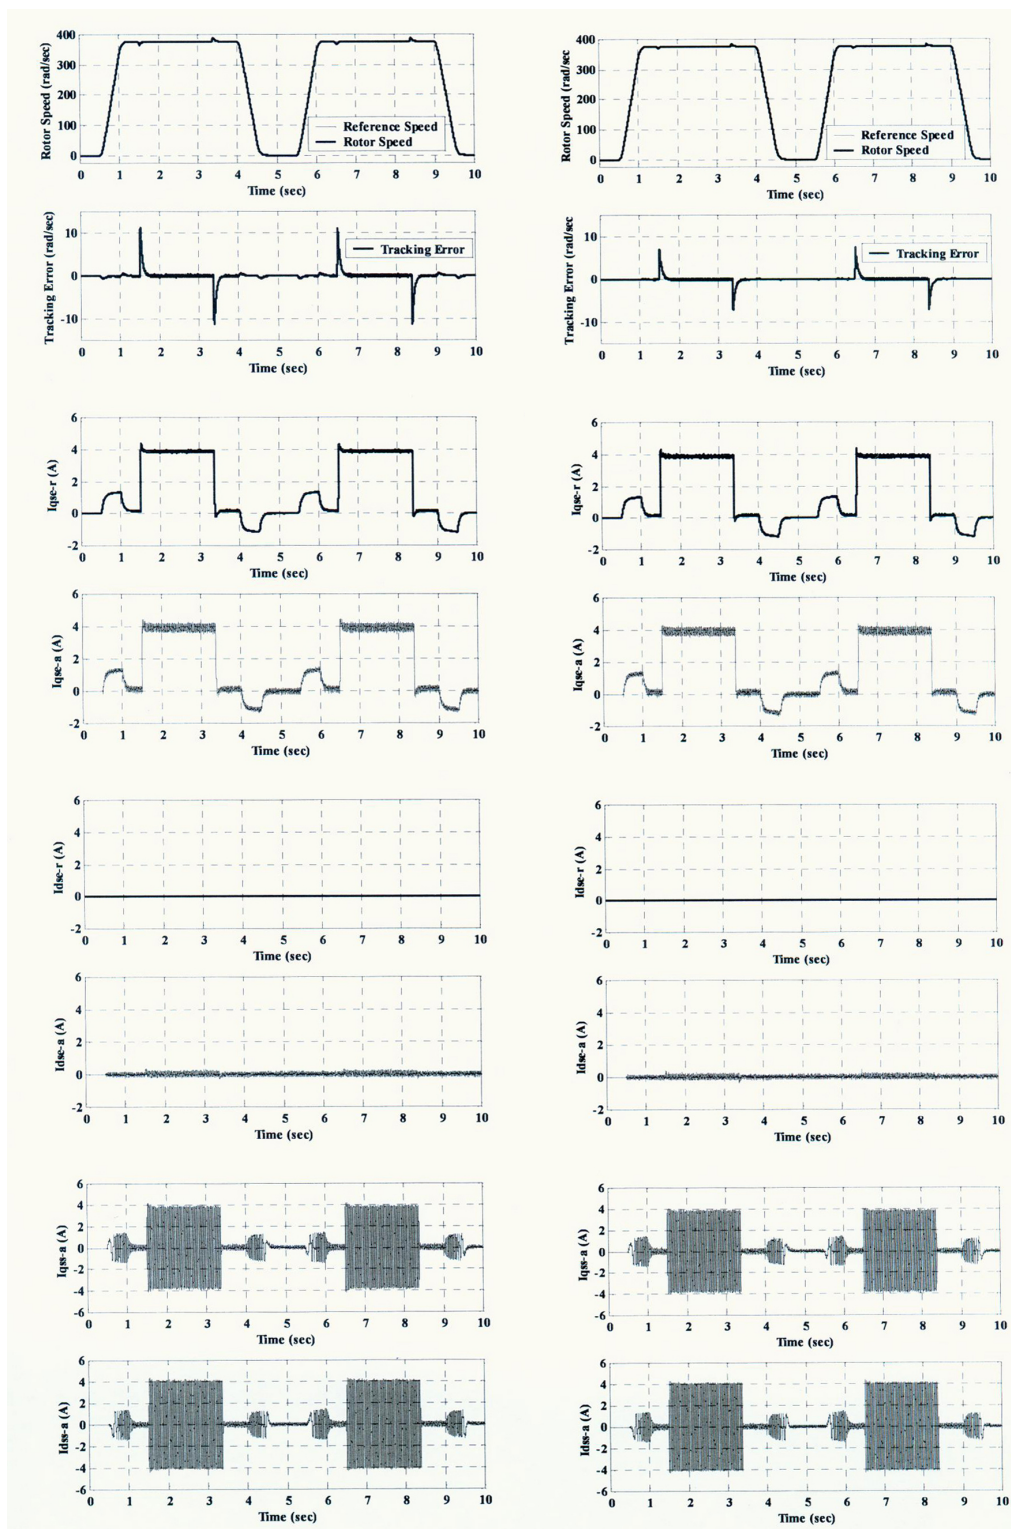 400
300
200
100
0
Rotor Speed (rad/sec)
Reference Speed
Rotor Speed
0 1 2 3 4 5 6 7 8 9 10
Time (sec)
10
0
-10
Tracking Error (rad/sec)
Tracking Error
0 1 2 3 4 5 6 7 8 9 10
Time (sec)
6
4
2
0
-2
Iqse-r (A)
0 1 2 3 4 5 6 7 8 9 10
Time (sec)
6
4
2
0
-2
Iqse-a (A)
0 1 2 3 4 5 6 7 8 9 10
Time (sec)
6
4
2
0
-2
Idse-r (A)
0 1 2 3 4 5 6 7 8 9 10
Time (sec)
6
4
2
0
-2
Idse-a (A)
0 1 2 3 4 5 6 7 8 9 10
Time (sec)
6
4
2
0
-2
-4
-6
Iqss-a (A)
0 1 2 3 4 5 6 7 8 9 10
Time (sec)
6
4
2
0
-2
-4
-6
Idss-a (A)
0 1 2 3 4 5 6 7 8 9 10
Time (sec)
400
300
200
100
0
Rotor Speed (rad/sec
Reference Speed
Rotor Speed
0 1 2 3 4 5 6 7 8 9 10
Time (sec)
15
10
0
-10
Tracking Error (rad/sec
Tracking Error
0 1 2 3 4 5 6 7 8 9 10
Time (sec)
6
4
2
0
-2
Iqse-r (A)
0 1 2 3 4 5 6 7 8 9 10
Time (sec)
6
4
2
0
-2
Iqse-a (A)
0 1 2 3 4 5 6 7 8 9 10
Time (sec)
6
4
2
0
-2
Idse-r (A)
0 1 2 3 4 5 6 7 8 9 10
Time (sec)
6
4
2
0
-2
Idse-a (A)
0 1 2 3 4 5 6 7 8 9 10
Time (sec)
6
4
2
0
-2
-4
-6
Iqss-a (A)
0 1 2 3 4 5 6 7 8 9 10
Time (sec)
6
4
2
0
-2
-4
-6
Idss-a (A)
0 1 2 3 4 5 6 7 8 9 10
Time (sec)